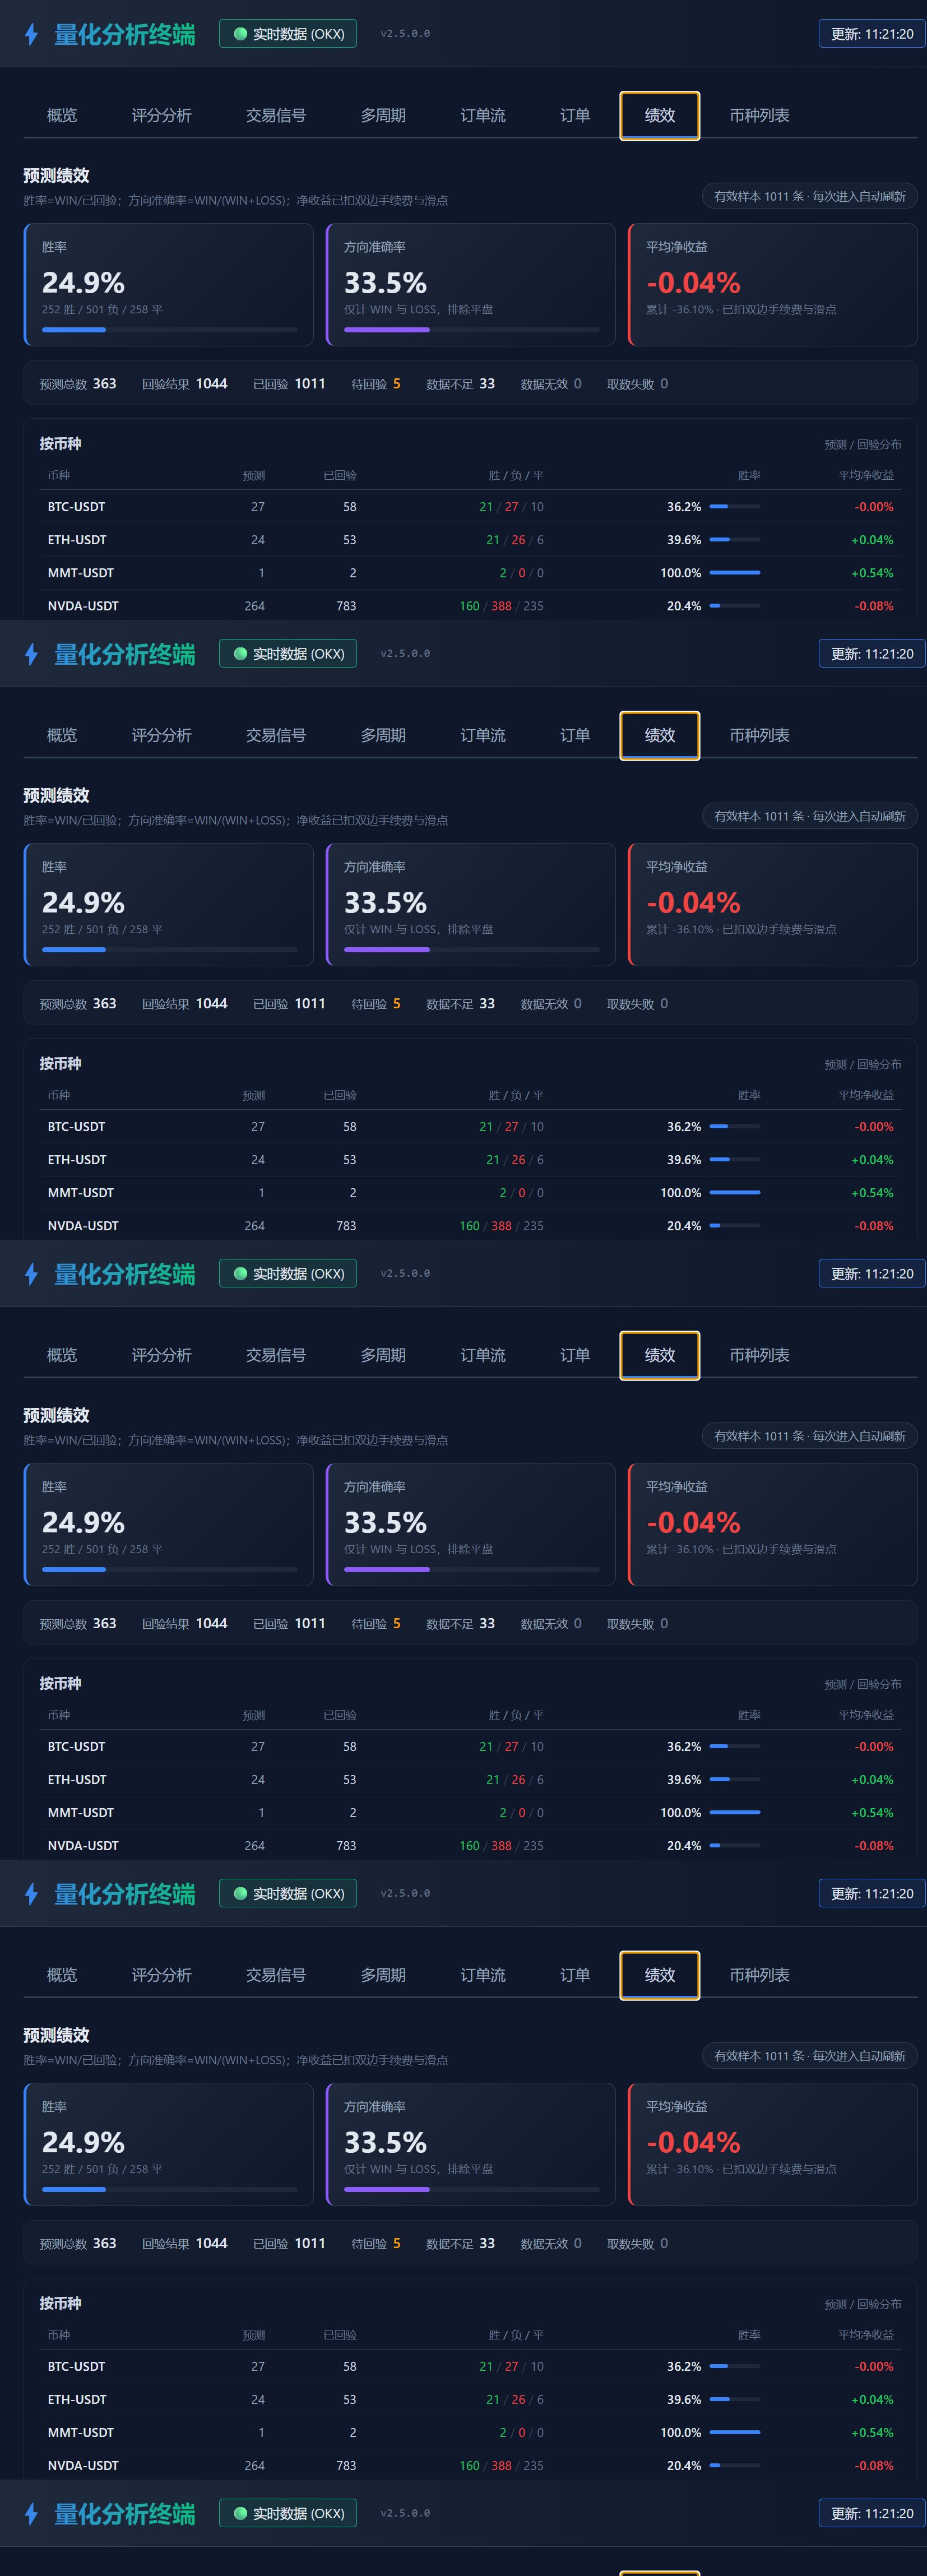 量化分析终端 实时数据 (OKX) v2.5.0.0 更新: 11:21:20
概览 评分分析 交易信号 多周期 订单流 订单 绩效 币种列表
预测绩效
胜率=WIN/已回验；方向准确率=WIN/(WIN+LOSS)；净收益已扣双边手续费与滑点
有效样本 1011 条 · 每次进入自动刷新
胜率 方向准确率 平均净收益
24.9% 33.5% -0.04%
252 胜 / 501 负 / 258 平 仅计 WIN 与 LOSS，排除平盘 累计 -36.10% · 已扣双边手续费与滑点
预测总数 363 回验结果 1044 已回验 1011 待回验 5 数据不足 33 数据无效 0 取数失败 0
按币种 预测 / 回验分布
币种 预测 已回验 胜 / 负 / 平 胜率 平均净收益
BTC-USDT 27 58 21 / 27 / 10 36.2% -0.00%
ETH-USDT 24 53 21 / 26 / 6 39.6% +0.04%
MMT-USDT 1 2 2 / 0 / 0 100.0% +0.54%
NVDA-USDT 264 783 160 / 388 / 235 20.4% -0.08%
量化分析终端 实时数据 (OKX) v2.5.0.0 更新: 11:21:20
概览 评分分析 交易信号 多周期 订单流 订单 绩效 币种列表
预测绩效
胜率=WIN/已回验；方向准确率=WIN/(WIN+LOSS)；净收益已扣双边手续费与滑点
有效样本 1011 条 · 每次进入自动刷新
胜率 方向准确率 平均净收益
24.9% 33.5% -0.04%
252 胜 / 501 负 / 258 平 仅计 WIN 与 LOSS，排除平盘 累计 -36.10% · 已扣双边手续费与滑点
预测总数 363 回验结果 1044 已回验 1011 待回验 5 数据不足 33 数据无效 0 取数失败 0
按币种 预测 / 回验分布
币种 预测 已回验 胜 / 负 / 平 胜率 平均净收益
BTC-USDT 27 58 21 / 27 / 10 36.2% -0.00%
ETH-USDT 24 53 21 / 26 / 6 39.6% +0.04%
MMT-USDT 1 2 2 / 0 / 0 100.0% +0.54%
NVDA-USDT 264 783 160 / 388 / 235 20.4% -0.08%
量化分析终端 实时数据 (OKX) v2.5.0.0 更新: 11:21:20
概览 评分分析 交易信号 多周期 订单流 订单 绩效 币种列表
预测绩效
胜率=WIN/已回验；方向准确率=WIN/(WIN+LOSS)；净收益已扣双边手续费与滑点
有效样本 1011 条 · 每次进入自动刷新
胜率 方向准确率 平均净收益
24.9% 33.5% -0.04%
252 胜 / 501 负 / 258 平 仅计 WIN 与 LOSS，排除平盘 累计 -36.10% · 已扣双边手续费与滑点
预测总数 363 回验结果 1044 已回验 1011 待回验 5 数据不足 33 数据无效 0 取数失败 0
按币种 预测 / 回验分布
币种 预测 已回验 胜 / 负 / 平 胜率 平均净收益
BTC-USDT 27 58 21 / 27 / 10 36.2% -0.00%
ETH-USDT 24 53 21 / 26 / 6 39.6% +0.04%
MMT-USDT 1 2 2 / 0 / 0 100.0% +0.54%
NVDA-USDT 264 783 160 / 388 / 235 20.4% -0.08%
量化分析终端 实时数据 (OKX) v2.5.0.0 更新: 11:21:20
概览 评分分析 交易信号 多周期 订单流 订单 绩效 币种列表
预测绩效
胜率=WIN/已回验；方向准确率=WIN/(WIN+LOSS)；净收益已扣双边手续费与滑点
有效样本 1011 条 · 每次进入自动刷新
胜率 方向准确率 平均净收益
24.9% 33.5% -0.04%
252 胜 / 501 负 / 258 平 仅计 WIN 与 LOSS，排除平盘 累计 -36.10% · 已扣双边手续费与滑点
预测总数 363 回验结果 1044 已回验 1011 待回验 5 数据不足 33 数据无效 0 取数失败 0
按币种 预测 / 回验分布
币种 预测 已回验 胜 / 负 / 平 胜率 平均净收益
BTC-USDT 27 58 21 / 27 / 10 36.2% -0.00%
ETH-USDT 24 53 21 / 26 / 6 39.6% +0.04%
MMT-USDT 1 2 2 / 0 / 0 100.0% +0.54%
NVDA-USDT 264 783 160 / 388 / 235 20.4% -0.08%
量化分析终端 实时数据 (OKX) v2.5.0.0 更新: 11:21:20